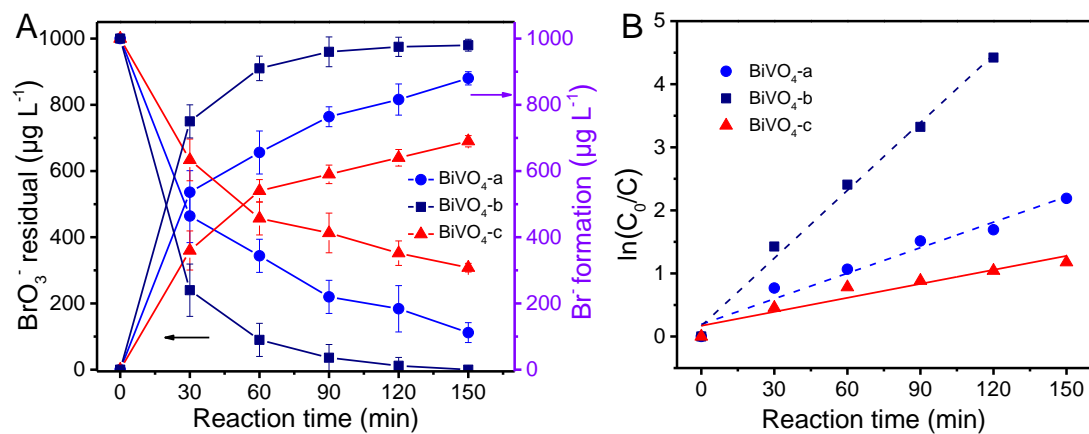 A
BrO₃⁻ residual (µg L⁻¹)
1000
800
600
400
200
0
0 30 60 90 120 150
Reaction time (min)
BiVO₄-a
BiVO₄-b
BiVO₄-c
1000
800
600
400
200
0
Br⁻ formation (µg L⁻¹)
B
ln(C₀/C)
5
4
3
2
1
0
0 30 60 90 120 150
Reaction time (min)
BiVO₄-a
BiVO₄-b
BiVO₄-c